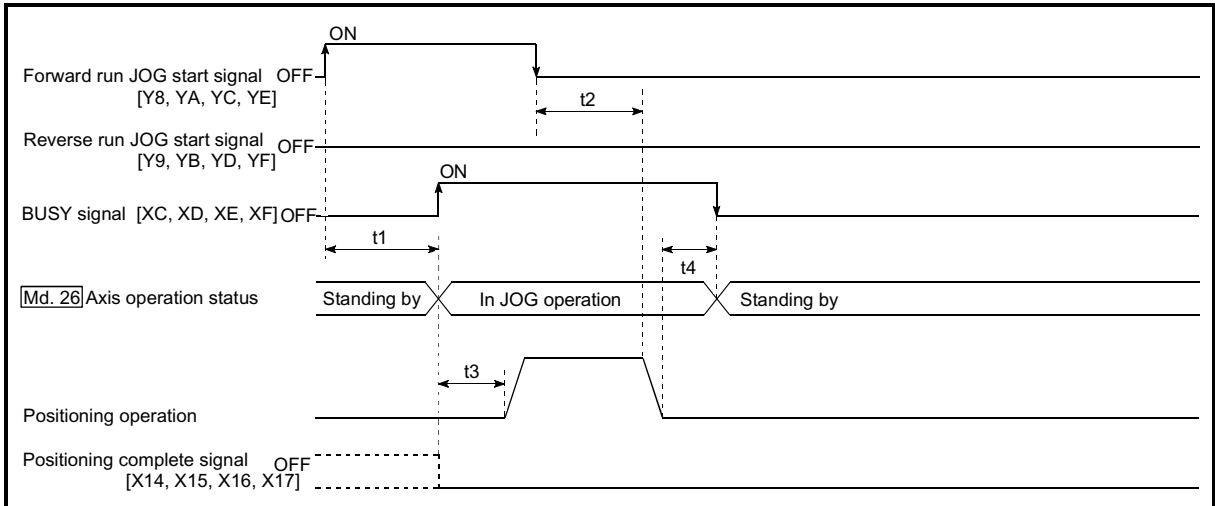 ON
Forward run JOG start signal OFF
[Y8, YA, YC, YE]
t2
Reverse run JOG start signal OFF
[Y9, YB, YD, YF]
ON
BUSY signal [XC, XD, XE, XF] OFF
t1
t4
Md. 26 Axis operation status Standing by In JOG operation Standing by
t3
Positioning operation
Positioning complete signal OFF
[X14, X15, X16, X17]